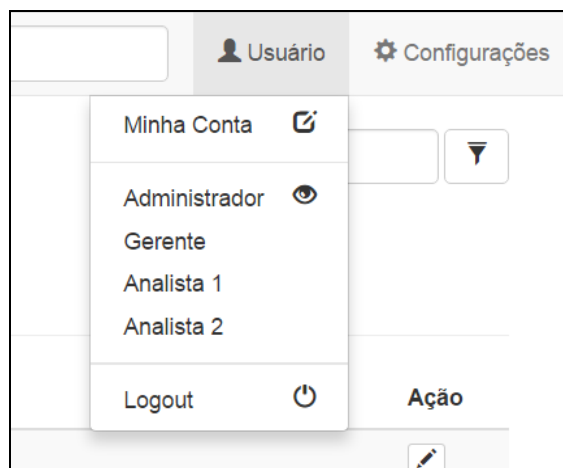 Usuário
Configurações
Minha Conta
Administrador
Gerente
Analista 1
Analista 2
Logout
Ação